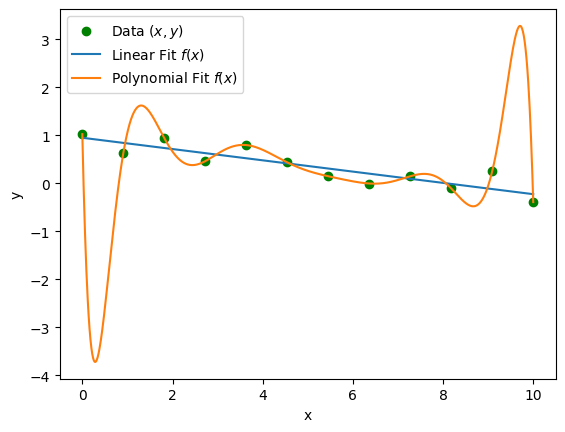 Data (x, y)
Linear Fit f(x)
Polynomial Fit f(x)
3
2
1
0
−1
−2
−3
−4
y
0 2 4 6 8 10
x